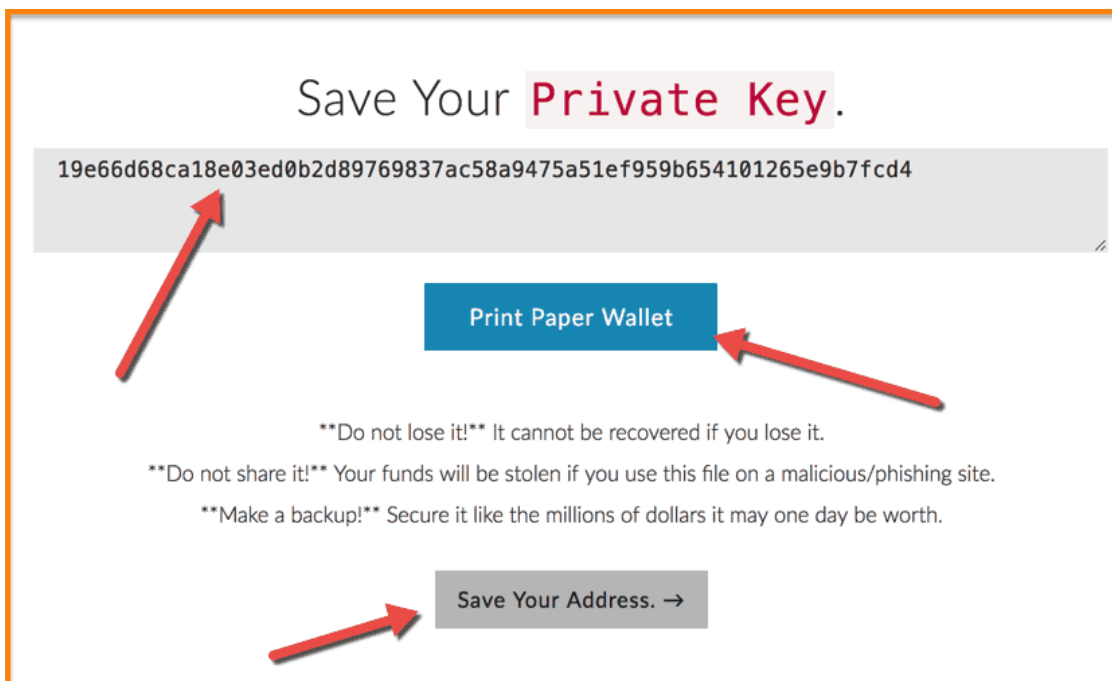 Save Your Private Key.
19e66d68ca18e03ed0b2d89769837ac58a9475a51ef959b654101265e9b7fcd4
Print Paper Wallet
**Do not lose it!** It cannot be recovered if you lose it.
**Do not share it!** Your funds will be stolen if you use this file on a malicious/phishing site.
**Make a backup!** Secure it like the millions of dollars it may one day be worth.
Save Your Address. →